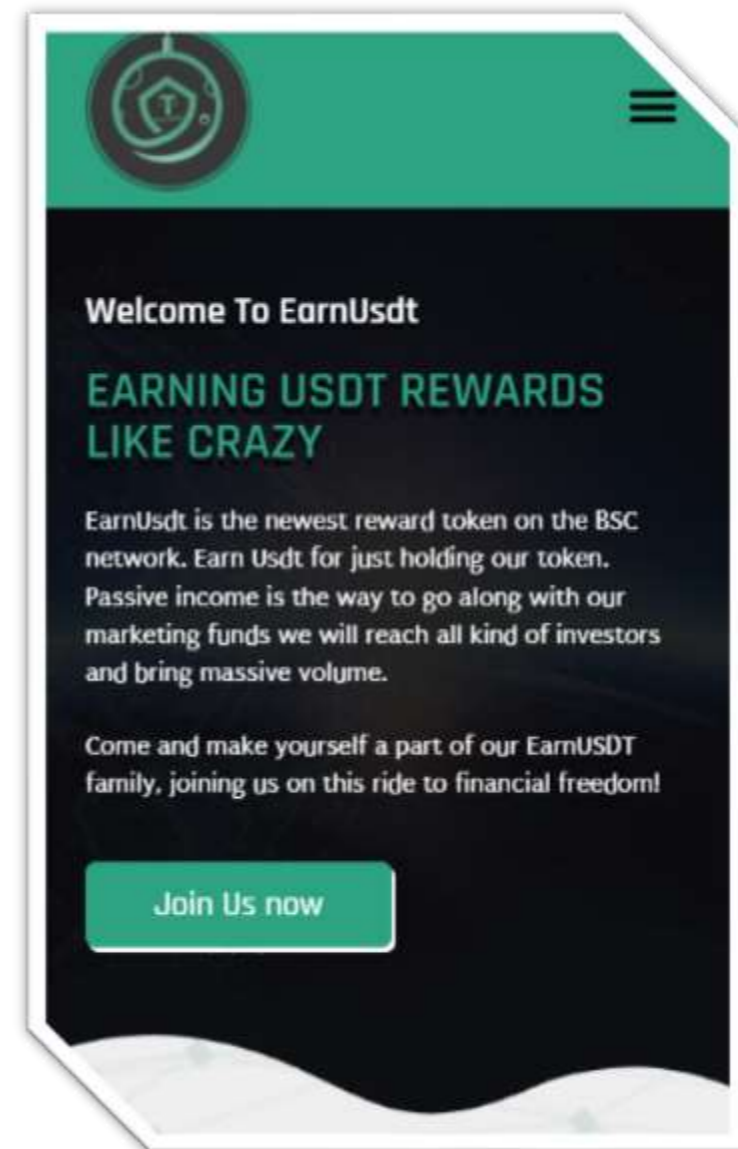 T
Welcome To EarnUsdt
EARNING USDT REWARDS
LIKE CRAZY
EarnUsdt is the newest reward token on the BSC
network. Earn Usdt for just holding our token.
Passive income is the way to go along with our
marketing funds we will reach all kind of investors
and bring massive volume.
Come and make yourself a part of our EarnUSDT
family, joining us on this ride to financial freedom!
Join Us now